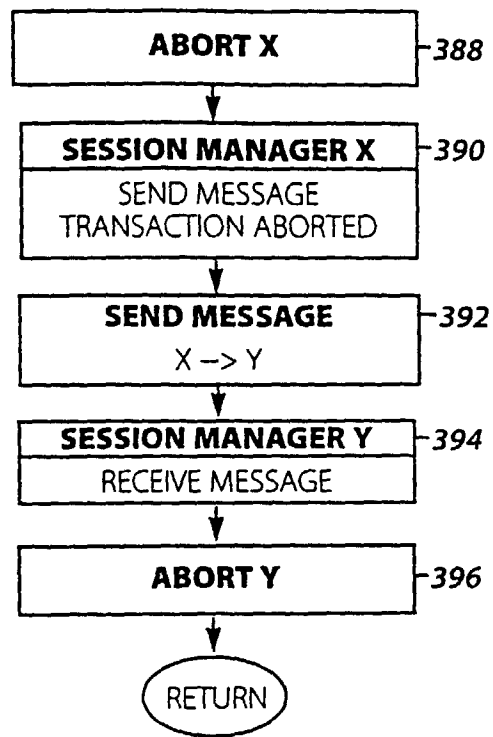 ABORT X 388
SESSION MANAGER X 390
SEND MESSAGE
TRANSACTION ABORTED
SEND MESSAGE 392
X --> Y
SESSION MANAGER Y 394
RECEIVE MESSAGE
ABORT Y 396
RETURN